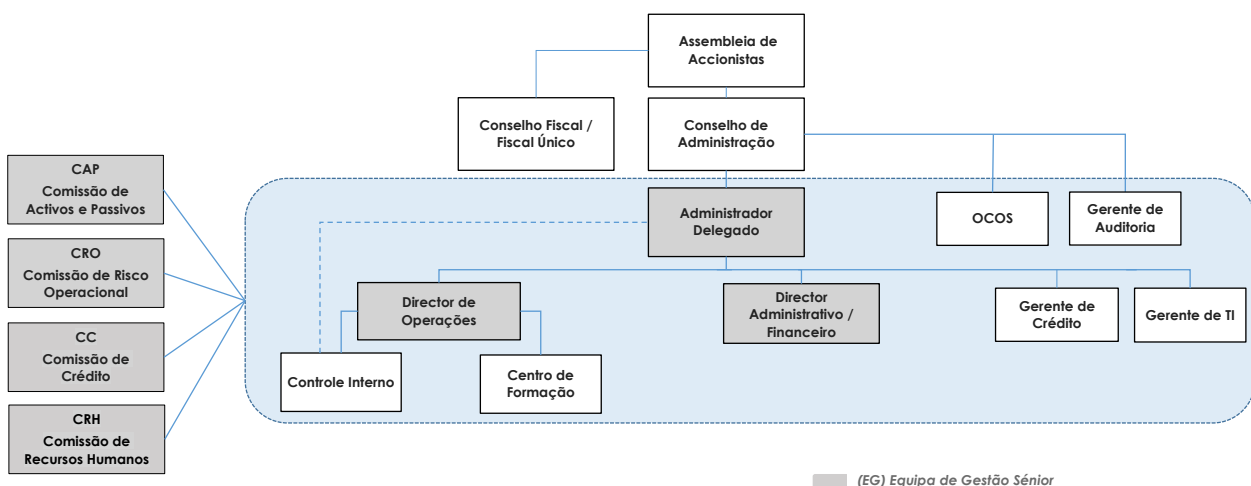 Assembleia de
Accionistas
Conselho Fiscal /
Fiscal Único
Conselho de
Administração
CAP
Comissão de
Activos e Passivos
CRO
Comissão de Risco
Operacional
CC
Comissão de
Crédito
CRH
Comissão de
Recursos Humanos
Administrador
Delegado
OCOS
Gerente de
Auditoria
Director de
Operações
Director
Administrativo /
Financeiro
Gerente de
Crédito
Gerente de TI
Controle Interno
Centro de
Formação
(EG) Equipa de Gestão Sénior